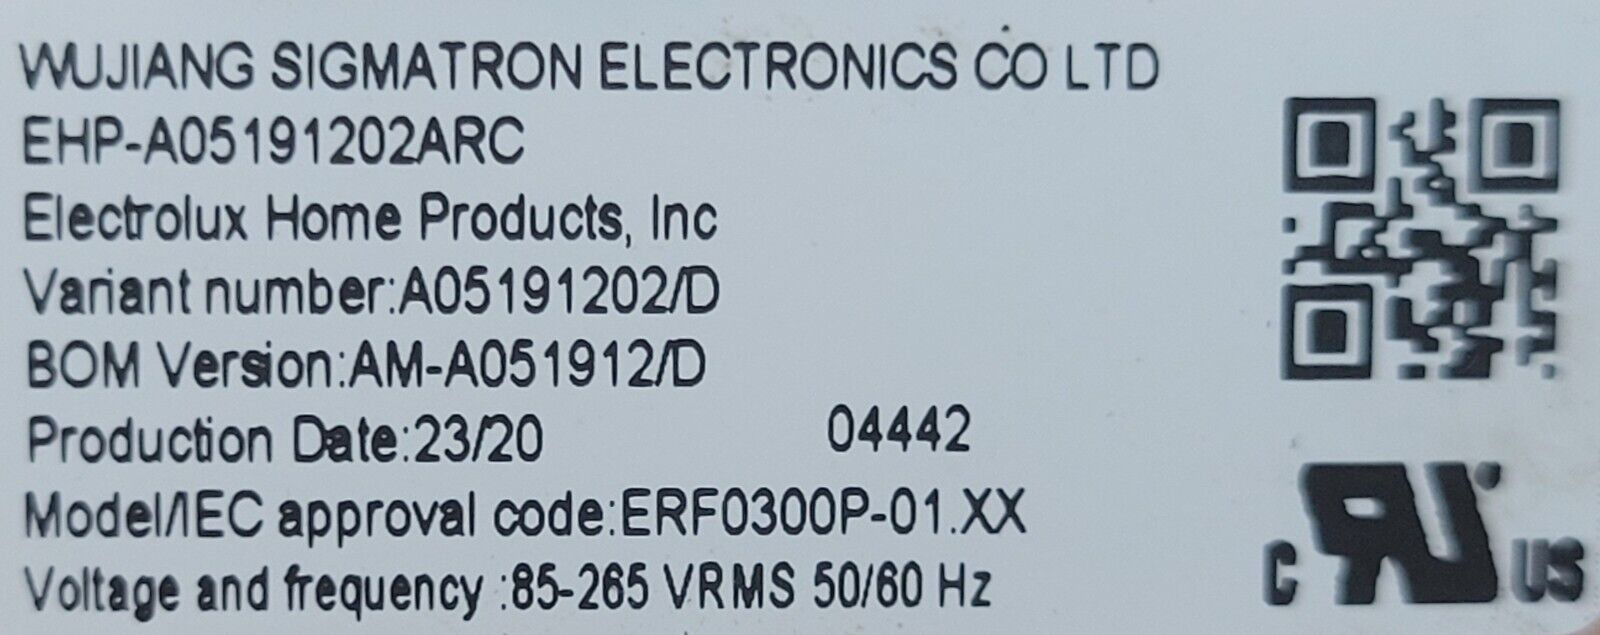 WUJIANG SIGMATRON ELECTRONICS CO LTD
EHP-A05191202ARC
Electrolux Home Products, Inc
Variant number:A05191202/D
BOM Version:AM-A051912/D
Production Date:23/20 04442
Model/IEC approval code:ERF0300P-01.XX
Voltage and frequency :85-265 VRMS 50/60 Hz
C RU US